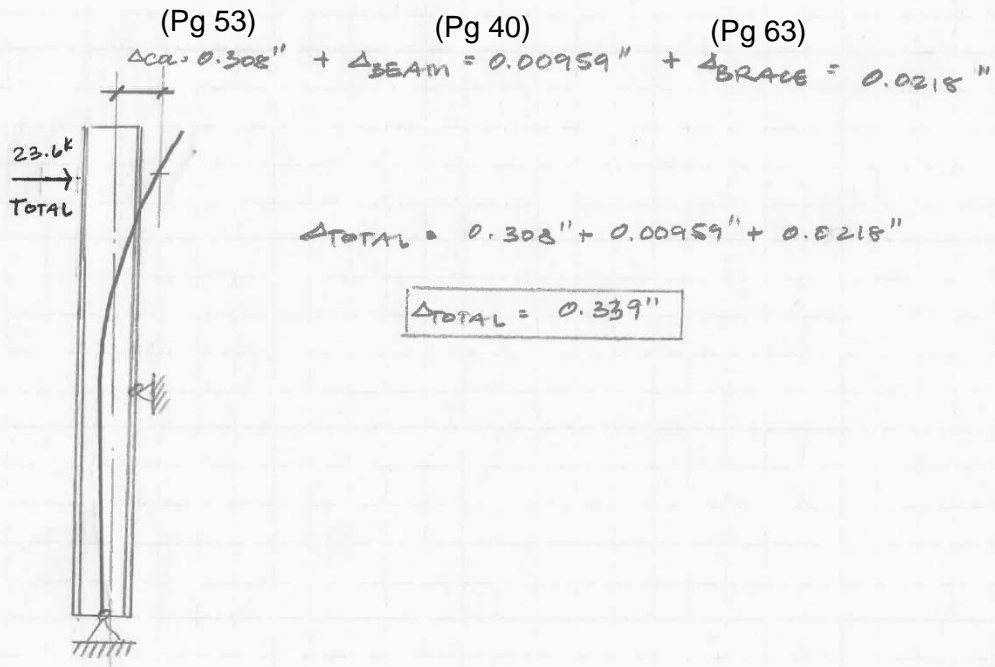 (Pg 53) (Pg 40) (Pg 63)
Δca = 0.308" + ΔBEAM = 0.00959" + ΔBRACE = 0.0218"
23.6K
TOTAL
ΔTOTAL = 0.308" + 0.00959" + 0.0218"
ΔTOTAL = 0.339"